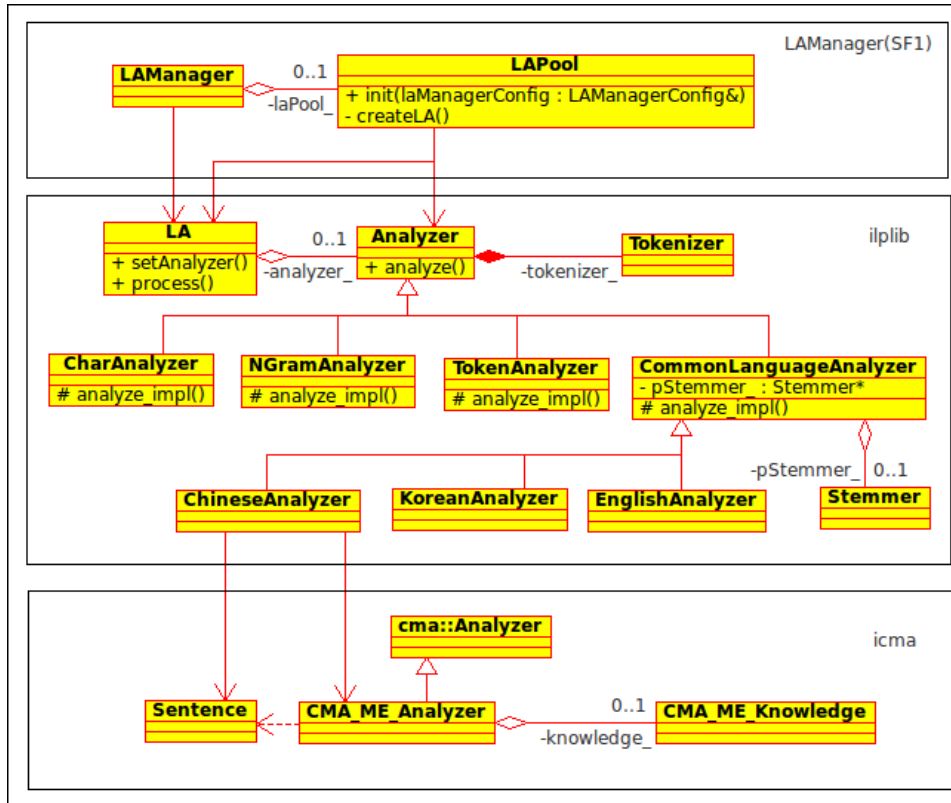 LAManager(SF1)
LAManager
0..1
-laPool_
LAPool
+ init(laManagerConfig : LAManagerConfig&)
- createLA()
ilplib
LA
+ setAnalyzer()
+ process()
0..1
-analyzer_
Analyzer
+ analyze()
-tokenizer_
Tokenizer
CharAnalyzer
# analyze_impl()
NGramAnalyzer
# analyze_impl()
TokenAnalyzer
# analyze_impl()
CommonLanguageAnalyzer
- pStemmer_ : Stemmer*
# analyze_impl()
-pStemmer_
0..1
ChineseAnalyzer
KoreanAnalyzer
EnglishAnalyzer
Stemmer
icma
cma::Analyzer
Sentence
CMA_ME_Analyzer
0..1
-knowledge_
CMA_ME_Knowledge